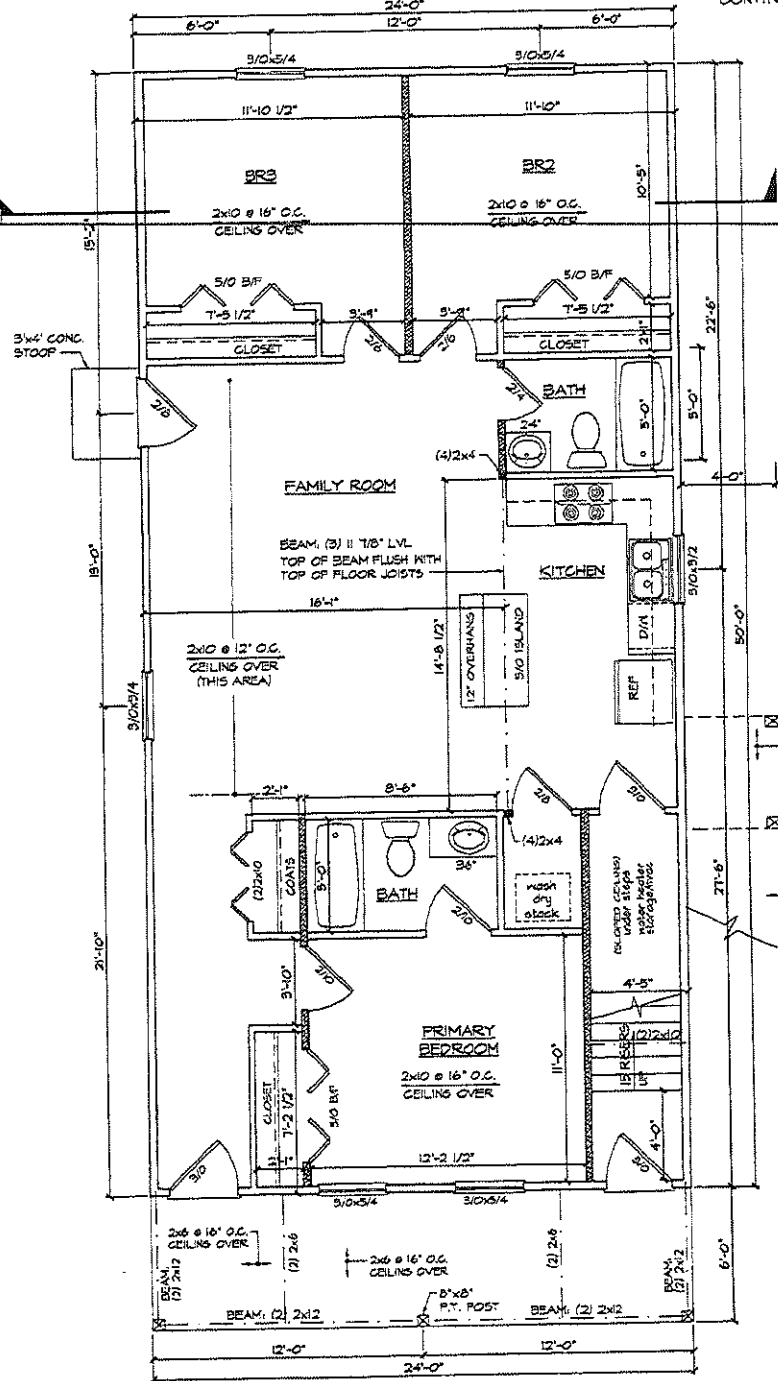 24'-0"
6'-0"
12'-0"
6'-0"
3/0x5/4
3/0x5/4
11'-10 1/2"
11'-10"
BR3
BR2
2x10 @ 16" O.C.
CEILING OVER
2x10 @ 16" O.C.
CEILING OVER
10'-5"
15'-2"
5/0 B/F
5/0 B/F
7'-5 1/2"
3'-9"
3'-9"
7'-5 1/2"
22'-6"
3'x4' CONC.
STOOP
CLOSET
2/6
2/6
CLOSET
2'-1"
2/8
2/4
BATH
2'-4"
5'-0"
5'-0"
(4)2x4
4'-0"
FAMILY ROOM
BEAM: (3) 11 7/8" LVL
TOP OF BEAM FLUSH WITH
TOP OF FLOOR JOISTS
KITCHEN
3/0x3/2
13'-0"
16'-1"
D/W
50'-0"
2x10 @ 12" O.C.
CEILING OVER
(THIS AREA)
14'-8 1/2"
12" OVERHANG
5/0 ISLAND
REF
3/0x5/4
2'-1"
8'-6"
2/8
3/0
(4)2x4
(2)2x10
COATS
5'-0"
36"
BATH
2/10
wash
dry
stack
(SLOPED CEILING)
under steps
water heater
storage/hvac
27'-6"
21'-10"
3'-10"
2/10
4'-5"
PRIMARY
BEDROOM
2x10 @ 16" O.C.
CEILING OVER
11'-0"
15 RISERS
UP
(2)2x10
CLOSET
7'-2 1/2"
5/0 B/F
4'-0"
12'-2 1/2"
3/0
3/0
3/0x5/4
3/0x5/4
2x6 @ 16" O.C.
CEILING OVER
(2) 2x6
2x6 @ 16" O.C.
CEILING OVER
(2) 2x6
6'-0"
BEAM:
(2) 2x12
BEAM:
(2) 2x12
BEAM: (2) 2x12
8"x8"
P.T. POST
BEAM: (2) 2x12
12'-0"
12'-0"
24'-0"